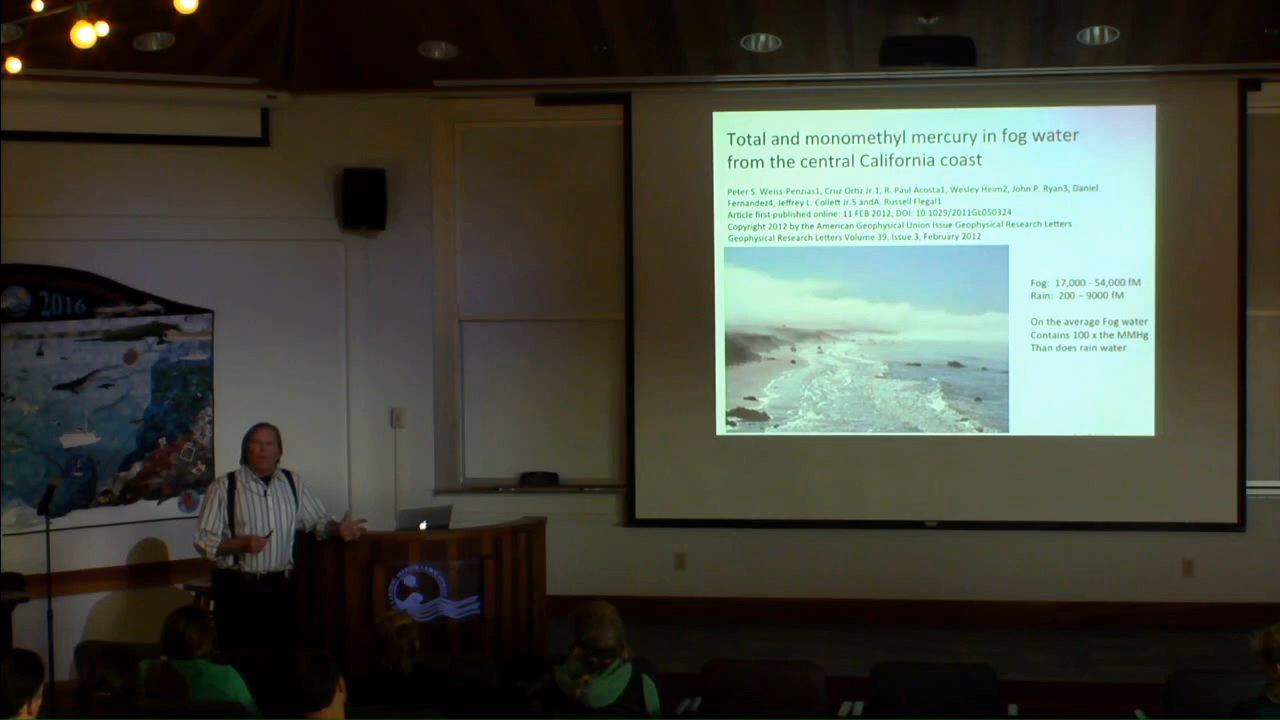 Total and monomethyl mercury in fog water
from the central California coast
Peter S. Weiss-Penzias1, Cruz Ortiz Jr.1, R. Paul Acosta1, Wesley Heim2, John P. Ryan3, Daniel
Fernandez4, Jeffrey L. Collett Jr.5 andA. Russell Flegal1
Article first published online: 11 FEB 2012, DOI: 10.1029/2011GL050324
Copyright 2012 by the American Geophysical Union Issue Geophysical Research Letters
Geophysical Research Letters Volume 39, Issue 3, February 2012
Fog: 17,000 - 54,000 fM
Rain: 200 – 9000 fM
On the average Fog water
Contains 100 x the MMHg
Than does rain water
2016